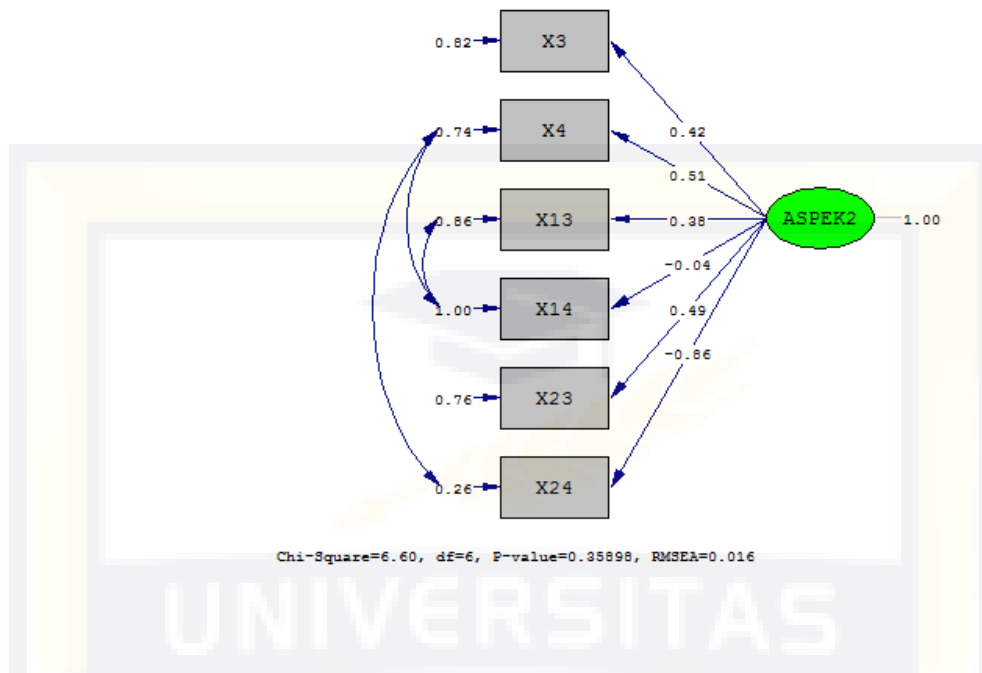 0.82
X3
0.42
0.74
X4
0.51
0.86
X13
0.38
ASPEK2
1.00
-0.04
1.00
X14
0.49
-0.86
0.76
X23
0.26
X24
Chi-Square=6.60, df=6, P-value=0.35898, RMSEA=0.016
UNIVERSITAS